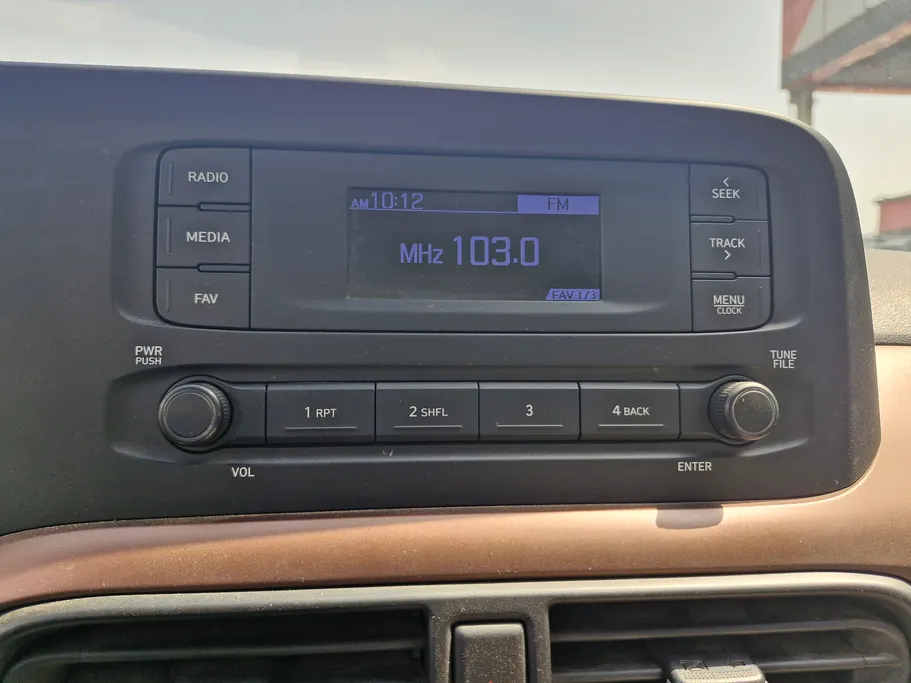 RADIO
MEDIA
FAV
AM 10:12 FM
MHz 103.0
FAV 1/3
< SEEK
TRACK >
MENU
CLOCK
PWR
PUSH
TUNE
FILE
1 RPT
2 SHFL
3
4 BACK
VOL
ENTER